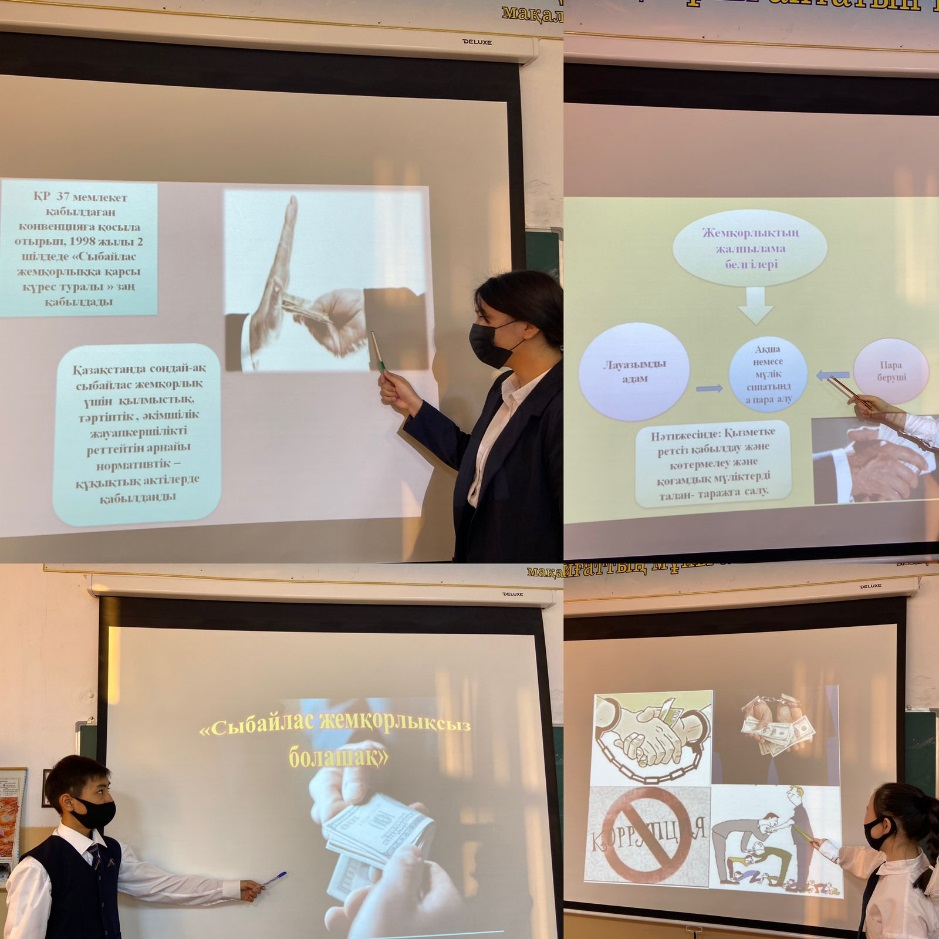 мақал
DELUXE
ҚР 37 мемлекет
қабылдаған
конвенцияға қосыла
отырып, 1998 жылы 2
шілдеде «Сыбайлас
жемқорлыққа қарсы
күрес туралы » заң
қабылдады
Қазақстанда сондай-ақ
сыбайлас жемқорлық
үшін қылмыстық,
тәртіптік , әкімшілік
жауапкершілікті
реттейтін арнайы
нормативтік –
құқықтық актілерде
қабылданды
Жемқорлықтың
жалпылама
белгілері
Лауазымды
адам
Ақша
немесе
мүлік
сипатынд
а пара алу
Пара
беруші
Нәтижесінде: Қызметке
ретсіз қабылдау және
көтермелеу және
қоғамдық мүліктерді
талан- таражға салу.
DELUXE
«Сыбайлас жемқорлықсыз
болашақ»
DELUXE
КОРРУПЦИЯ